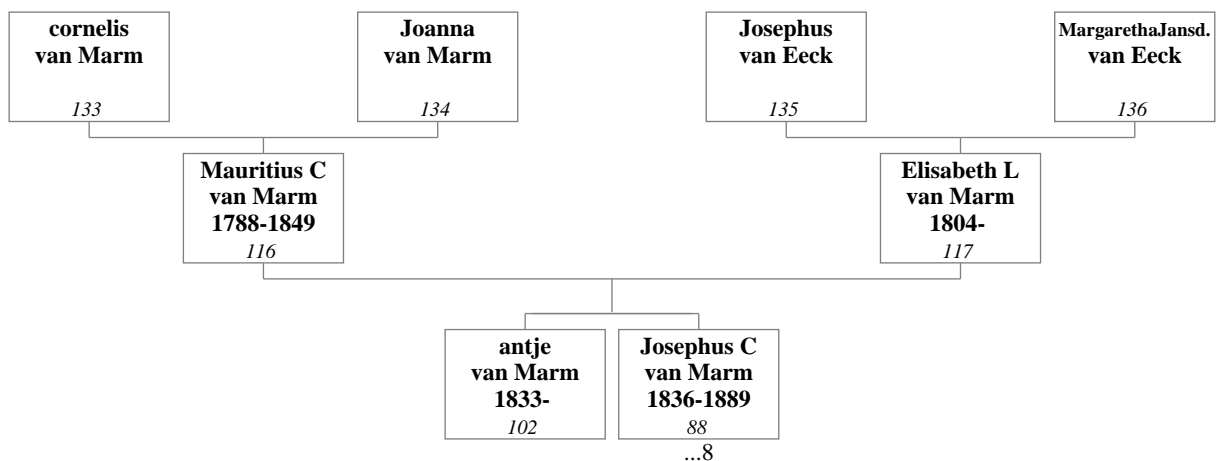 cornelis
van Marm
133
Joanna
van Marm
134
Josephus
van Eeck
135
MargarethaJansd.
van Eeck
136
Mauritius C
van Marm
1788-1849
116
Elisabeth L
van Marm
1804-
117
antje
van Marm
1833-
102
Josephus C
van Marm
1836-1889
88
...8